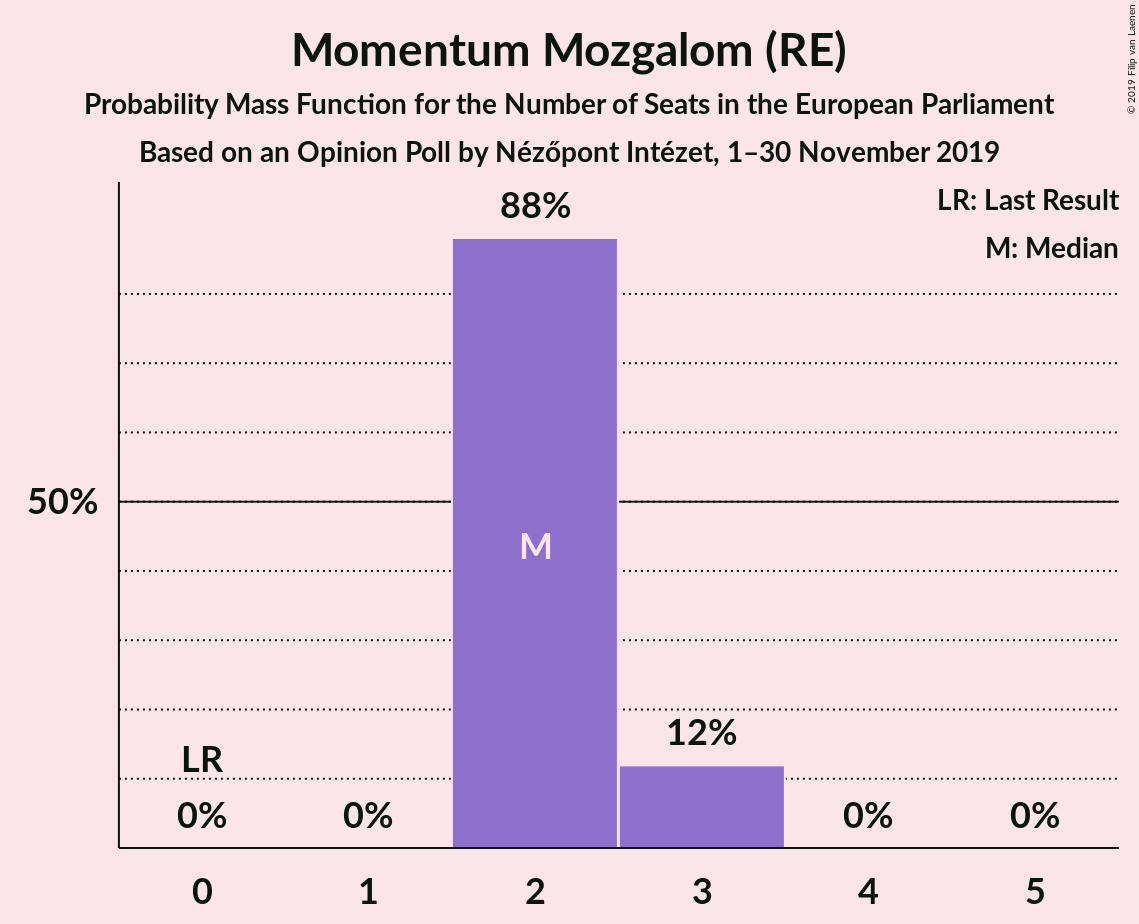 Momentum Mozgalom (RE)
Probability Mass Function for the Number of Seats in the European Parliament
Based on an Opinion Poll by Nézőpont Intézet, 1–30 November 2019
© 2019 Filip van Laenen
LR: Last Result
M: Median
88%
50%
M
12%
LR
0%
0%
0%
0%
0
1
2
3
4
5